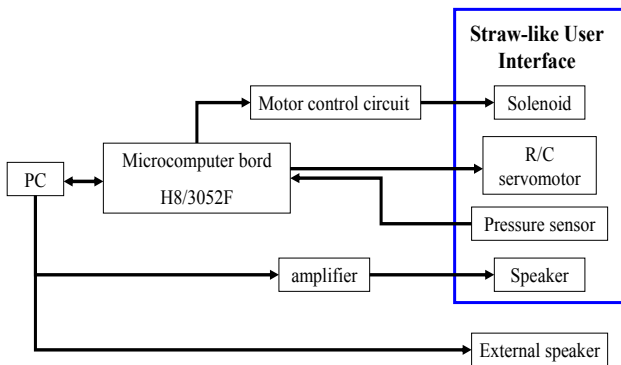 Straw-like User
Interface
Motor control circuit
Solenoid
Microcomputer bord
H8/3052F
R/C
servomotor
PC
Pressure sensor
amplifier
Speaker
External speaker